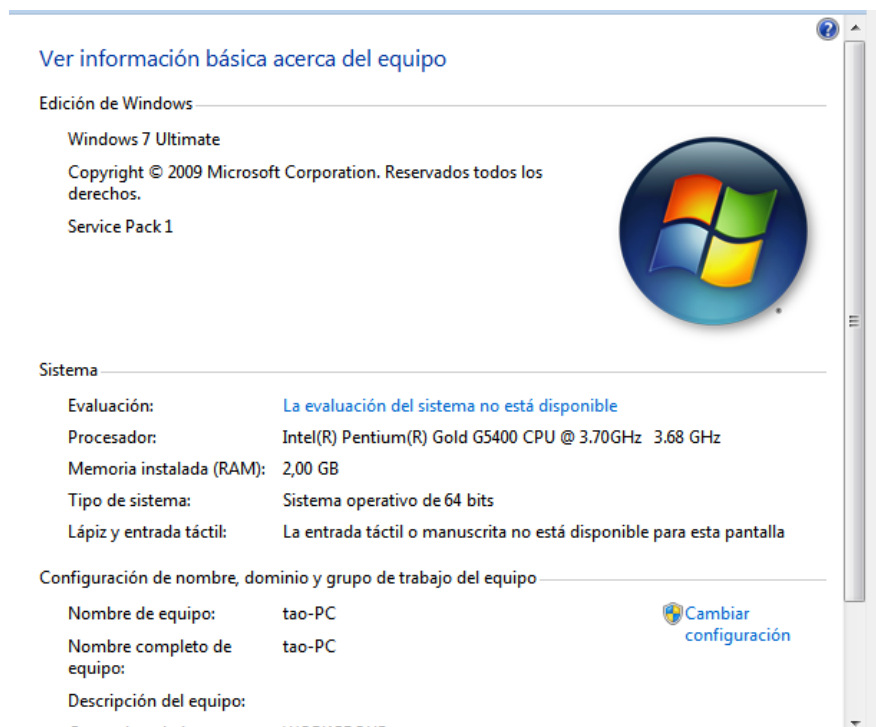 Ver información básica acerca del equipo
Edición de Windows
Windows 7 Ultimate
Copyright © 2009 Microsoft Corporation. Reservados todos los
derechos.
Service Pack 1
Sistema
Evaluación: La evaluación del sistema no está disponible
Procesador: Intel(R) Pentium(R) Gold G5400 CPU @ 3.70GHz 3.68 GHz
Memoria instalada (RAM): 2,00 GB
Tipo de sistema: Sistema operativo de 64 bits
Lápiz y entrada táctil: La entrada táctil o manuscrita no está disponible para esta pantalla
Configuración de nombre, dominio y grupo de trabajo del equipo
Nombre de equipo: tao-PC
Cambiar
configuración
Nombre completo de tao-PC
equipo:
Descripción del equipo: